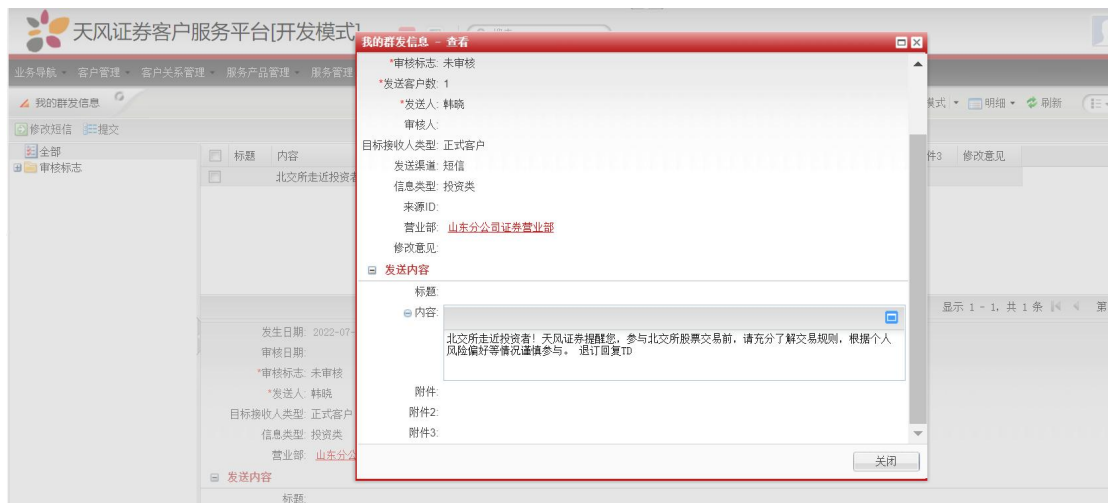 天风证券客户服务平台[开发模式]
业务导航 客户管理 客户关系管理 服务产品管理 服务管理
我的群发信息
模式 明细 刷新
修改短信 提交
全部
审核标志
标题 内容
件3 修改意见
北交所走近投资者
显示 1 - 1, 共 1 条 第
发生日期: 2022-07-
审核日期:
*审核标志: 未审核
*发送人: 韩晓
目标接收人类型: 正式客户
信息类型: 投资类
营业部: 山东分公
发送内容
标题:
我的群发信息 - 查看
*审核标志: 未审核
*发送客户数: 1
*发送人: 韩晓
审核人:
目标接收人类型: 正式客户
发送渠道: 短信
信息类型: 投资类
来源ID:
营业部: 山东分公司证券营业部
修改意见:
发送内容
标题:
内容:
北交所走近投资者！天风证券提醒您, 参与北交所股票交易前, 请充分了解交易规则, 根据个人
风险偏好等情况谨慎参与。 退订回复TD
附件:
附件2:
附件3:
关闭